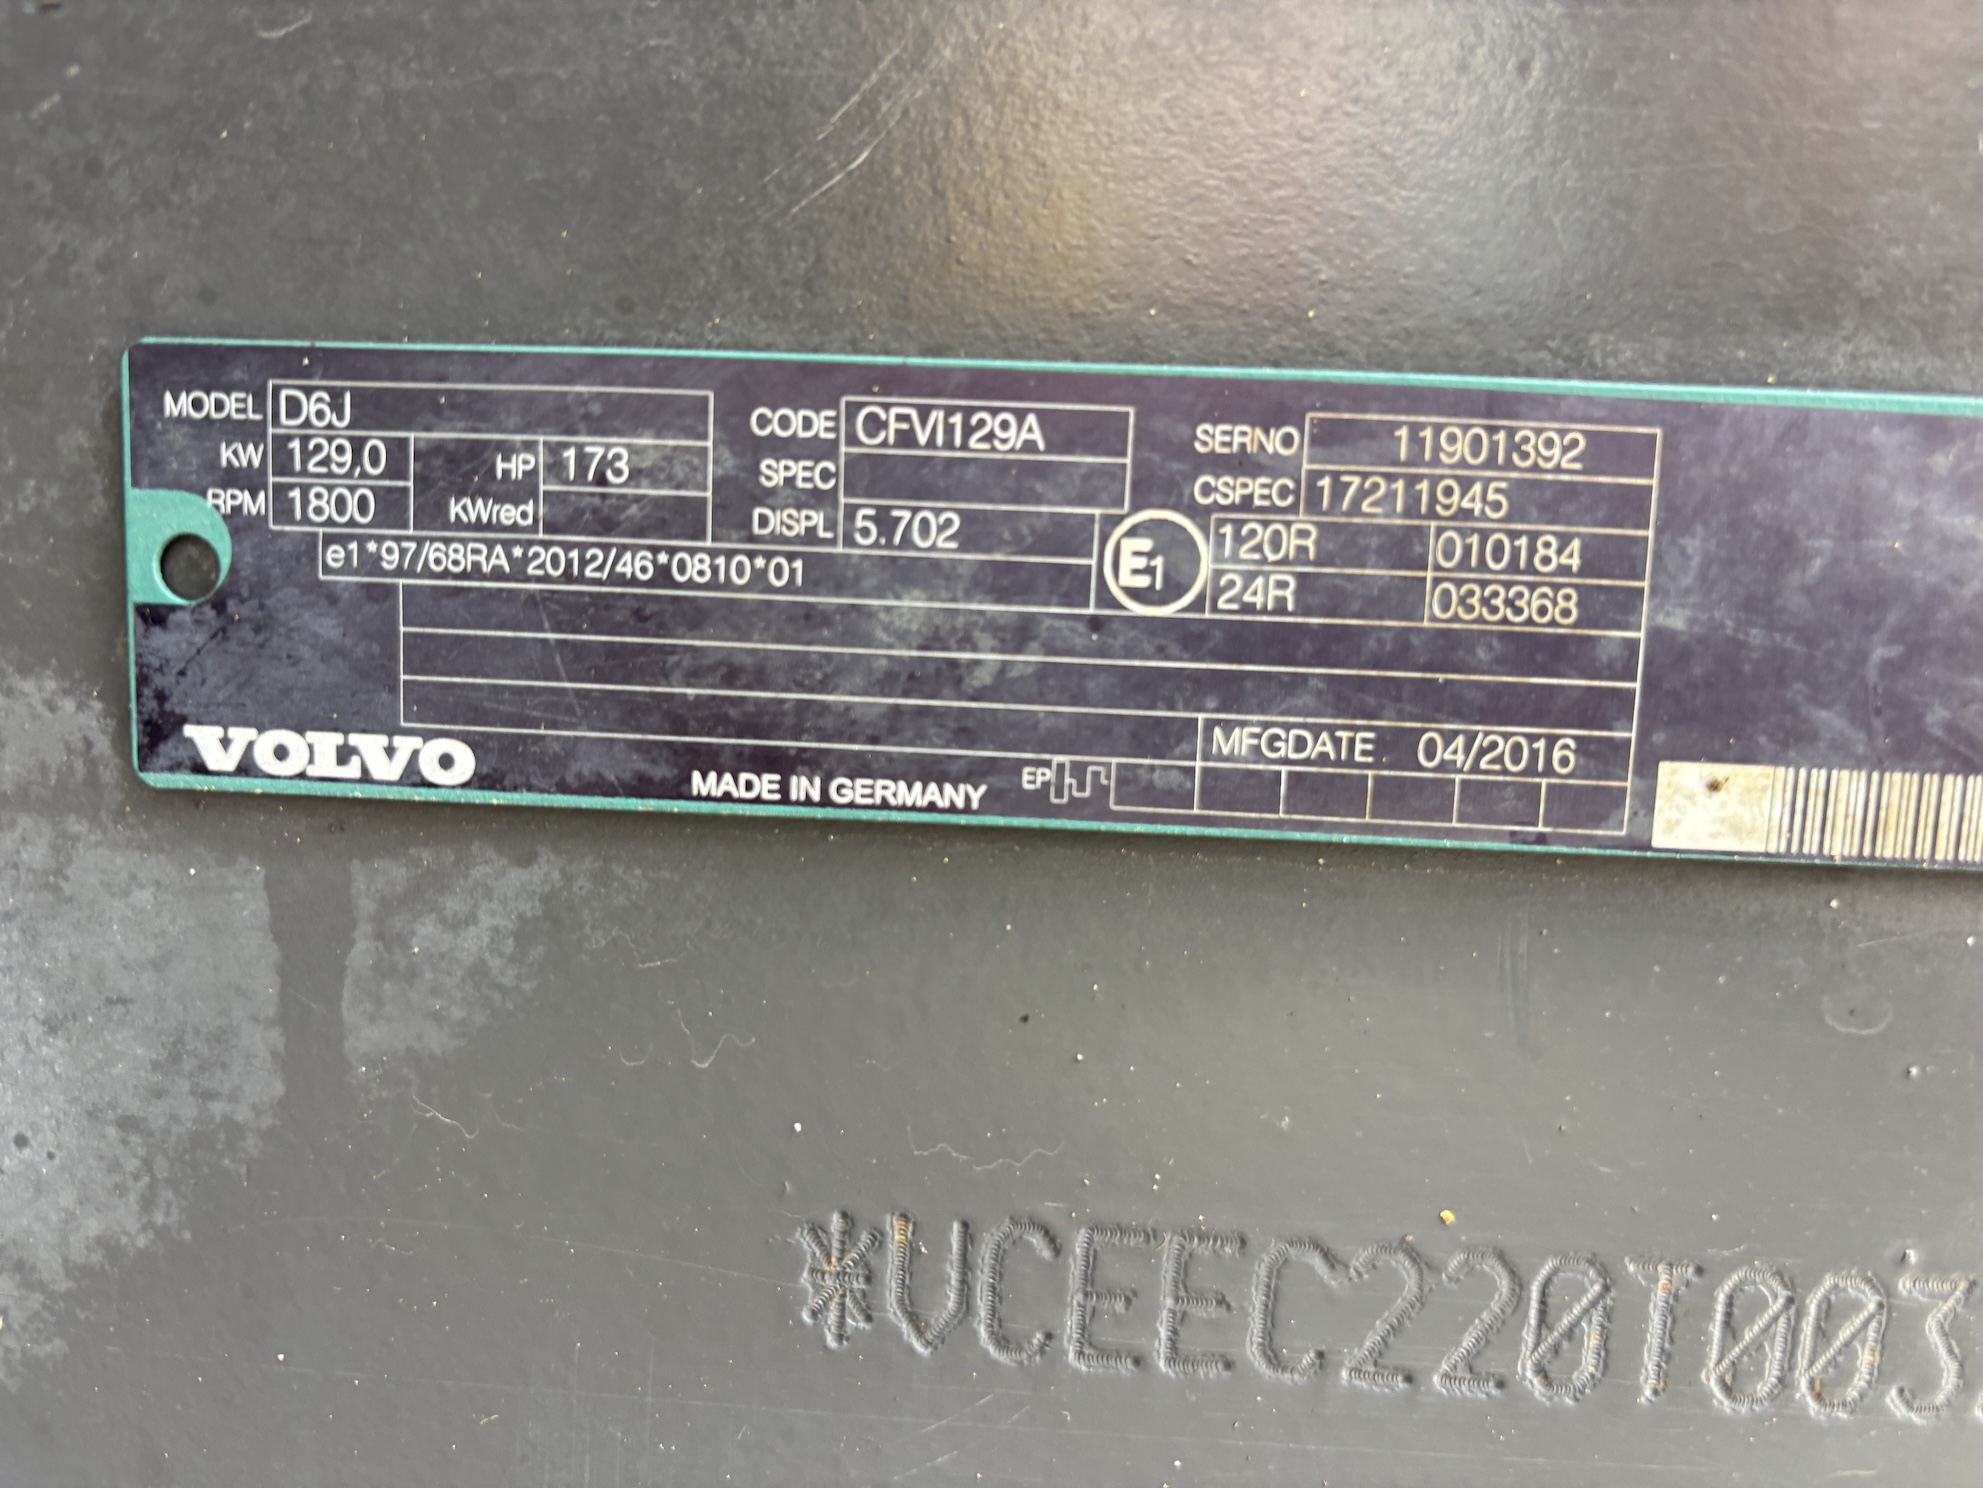 MODEL D6J CODE CFVI129A SERNO 11901392
KW 129,0 HP 173 SPEC CSPEC 17211945
RPM 1800 KWred DISPL 5.702 E1 120R 010184
e1*97/68RA*2012/46*0810*01 24R 033368
MFGDATE. 04/2016
VOLVO MADE IN GERMANY EP
*VCEEC220T003